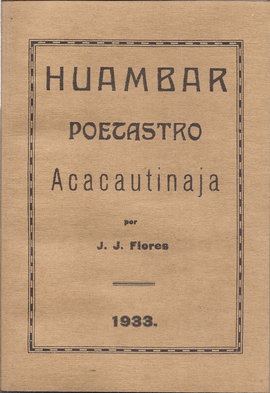 HUAMBAR
POETASTRO
Acacautinaja
por
J. J. Flores
1933.